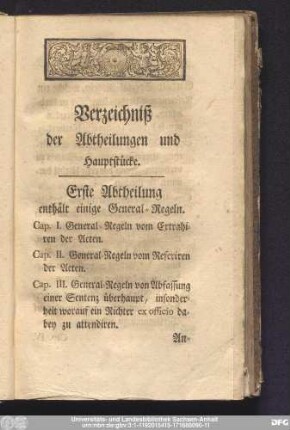 Verzeichniß
der Abtheilungen und
Hauptstücke.
Erste Abtheilung
enthält einige General-Regeln.
Cap. I. General-Regeln vom Extrahi-
ren der Acten.
Cap. II. General-Regeln vom Referiren
der Acten.
Cap. III. General-Regeln von Abfassung
einer Sentenz überhaupt, insonder-
heit worauf ein Richter ex officio da-
bey zu attendiren.
An-
Universitäts- und Landesbibliothek Sachsen-Anhalt
DFG